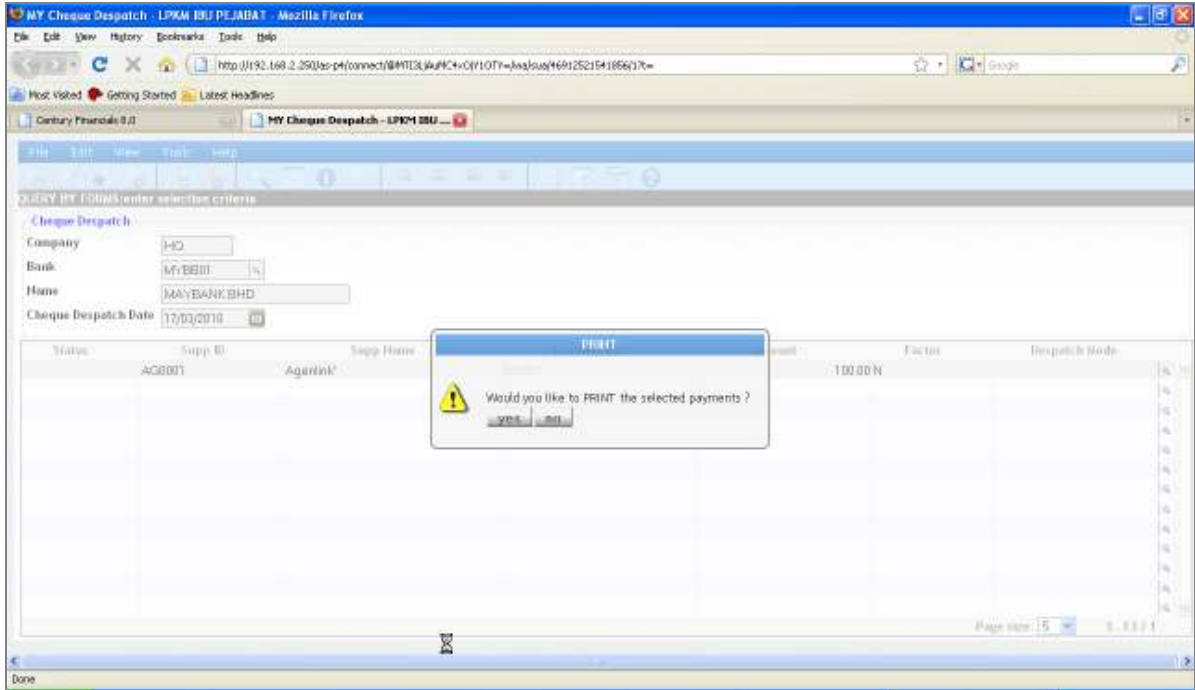 MY Cheque Despatch - LPKM IBU PEJABAT - Mozilla Firefox
File Edit View History Bookmarks Tools Help
Google
Most Visited Getting Started Latest Headlines
Century Financials 8.0 MY Cheque Despatch - LPKM IBU ...
File Edit View Tools Help
QUERY BY FORMS:enter selection criteria
Cheque Despatch
Company HQ
Bank MYBB01
Name MAYBANK BHD
Cheque Despatch Date 17/03/2010
Status Supp ID Supp Name Factor Despatch Mode
AG0001 Agenlink' 100.00 N
PRINT
Would you like to PRINT the selected payments ?
yes no
Page size: 5
Done